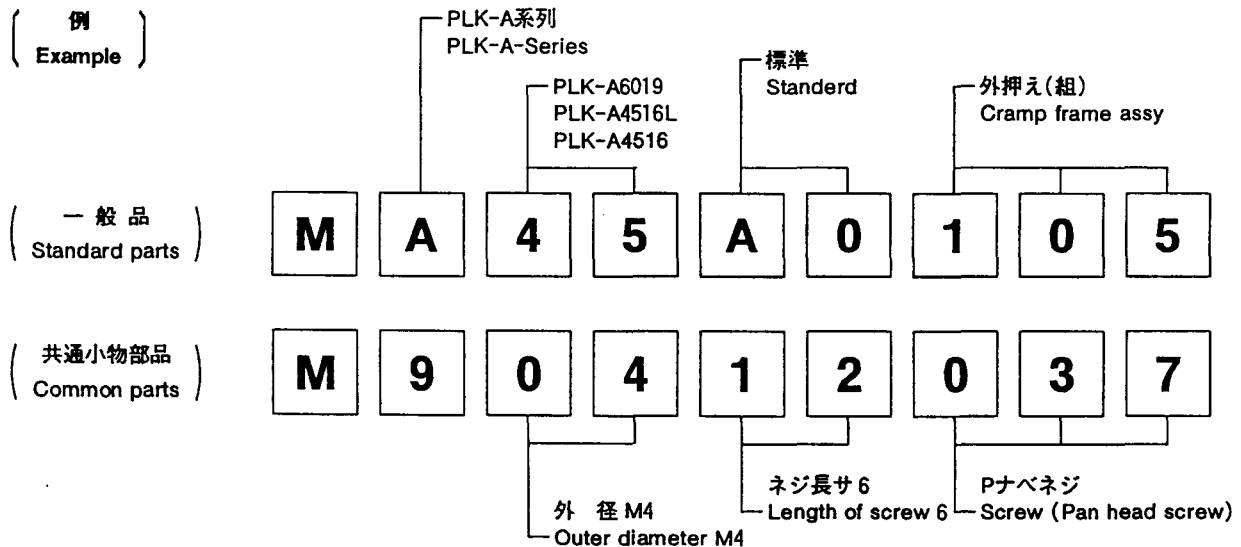 例
Example
PLK-A系列
PLK-A-Series
PLK-A6019
PLK-A4516L
PLK-A4516
標準
Standerd
外押え(組)
Cramp frame assy
一般品
Standard parts
M A 4 5 A 0 1 0 5
共通小物部品
Common parts
M 9 0 4 1 2 0 3 7
外 径 M4
Outer diameter M4
ネジ長サ 6
Length of screw 6
Pナベネジ
Screw (Pan head screw)